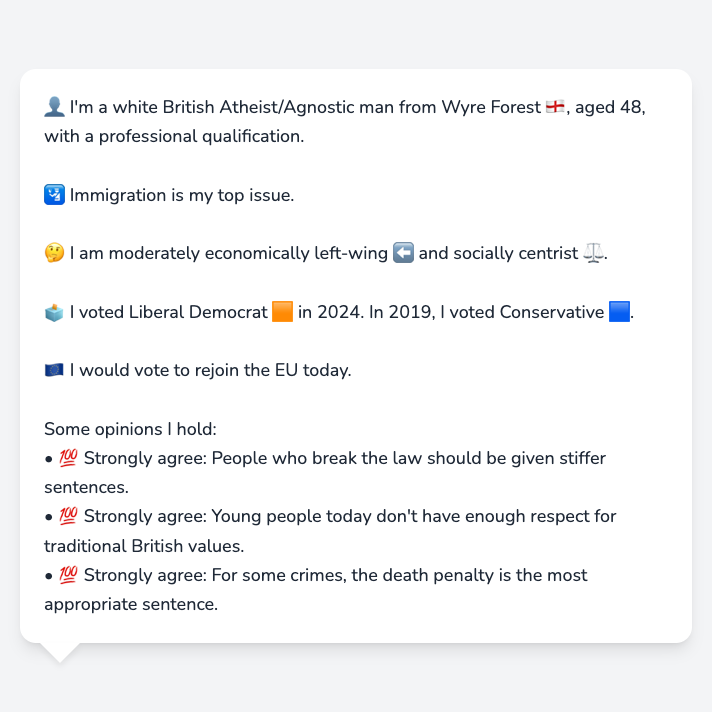 👤 I'm a white British Atheist/Agnostic man from Wyre Forest 🏴󠁧󠁢󠁥󠁮󠁧󠁿, aged 48,
with a professional qualification.
🛂 Immigration is my top issue.
🤔 I am moderately economically left-wing ⬅️ and socially centrist ⚖️.
🗳️ I voted Liberal Democrat 🟧 in 2024. In 2019, I voted Conservative 🟦.
🇪🇺 I would vote to rejoin the EU today.
Some opinions I hold:
• 💯 Strongly agree: People who break the law should be given stiffer
sentences.
• 💯 Strongly agree: Young people today don't have enough respect for
traditional British values.
• 💯 Strongly agree: For some crimes, the death penalty is the most
appropriate sentence.